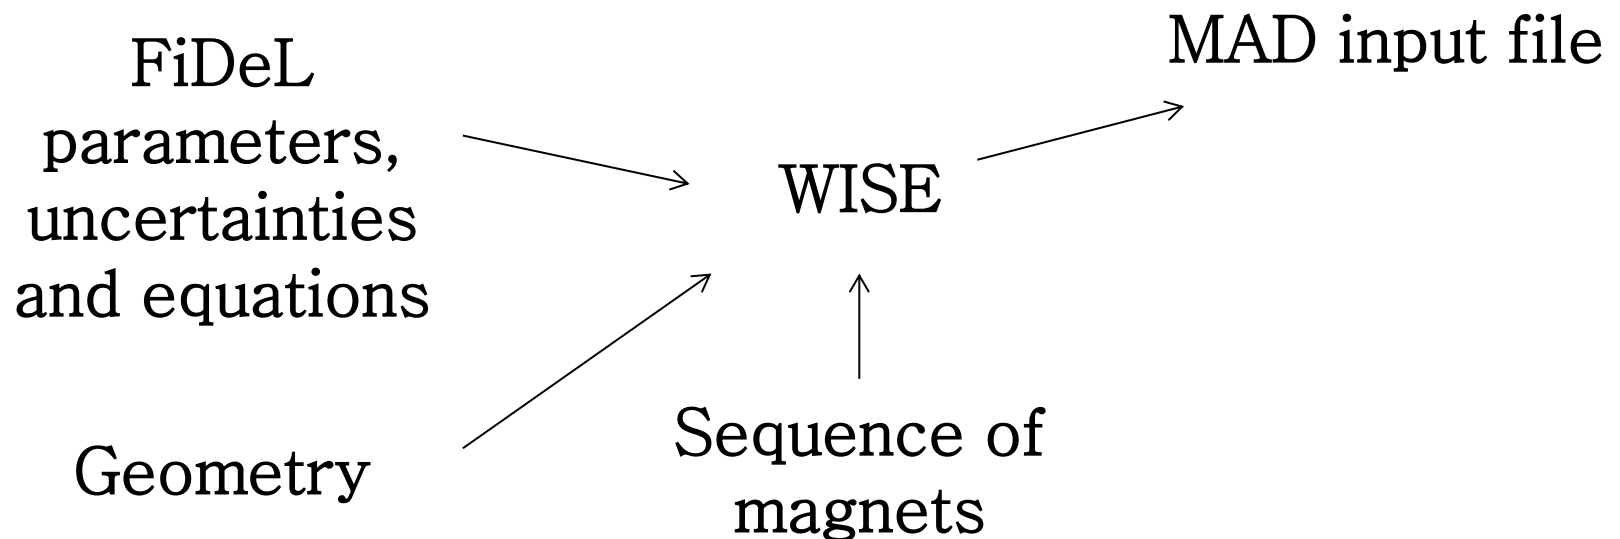 FiDeL
parameters,
uncertainties
and equations
Geometry
WISE
Sequence of
magnets
MAD input file